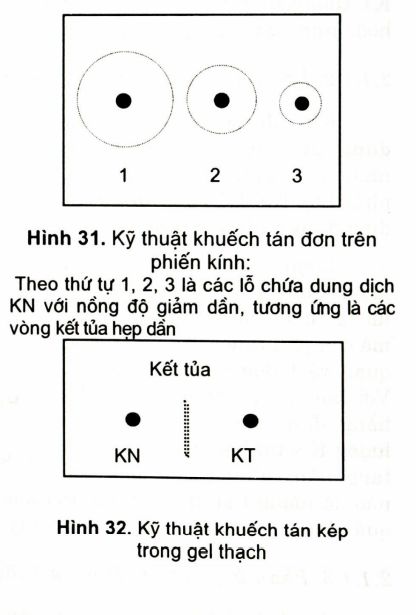 1 2 3
Hình 31. Kỹ thuật khuếch tán đơn trên
phiến kính:
Theo thứ tự 1, 2, 3 là các lỗ chứa dung dịch
KN với nồng độ giảm dần, tương ứng là các
vòng kết tủa hẹp dần
Kết tủa
KN KT
Hình 32. Kỹ thuật khuếch tán kép
trong gel thạch